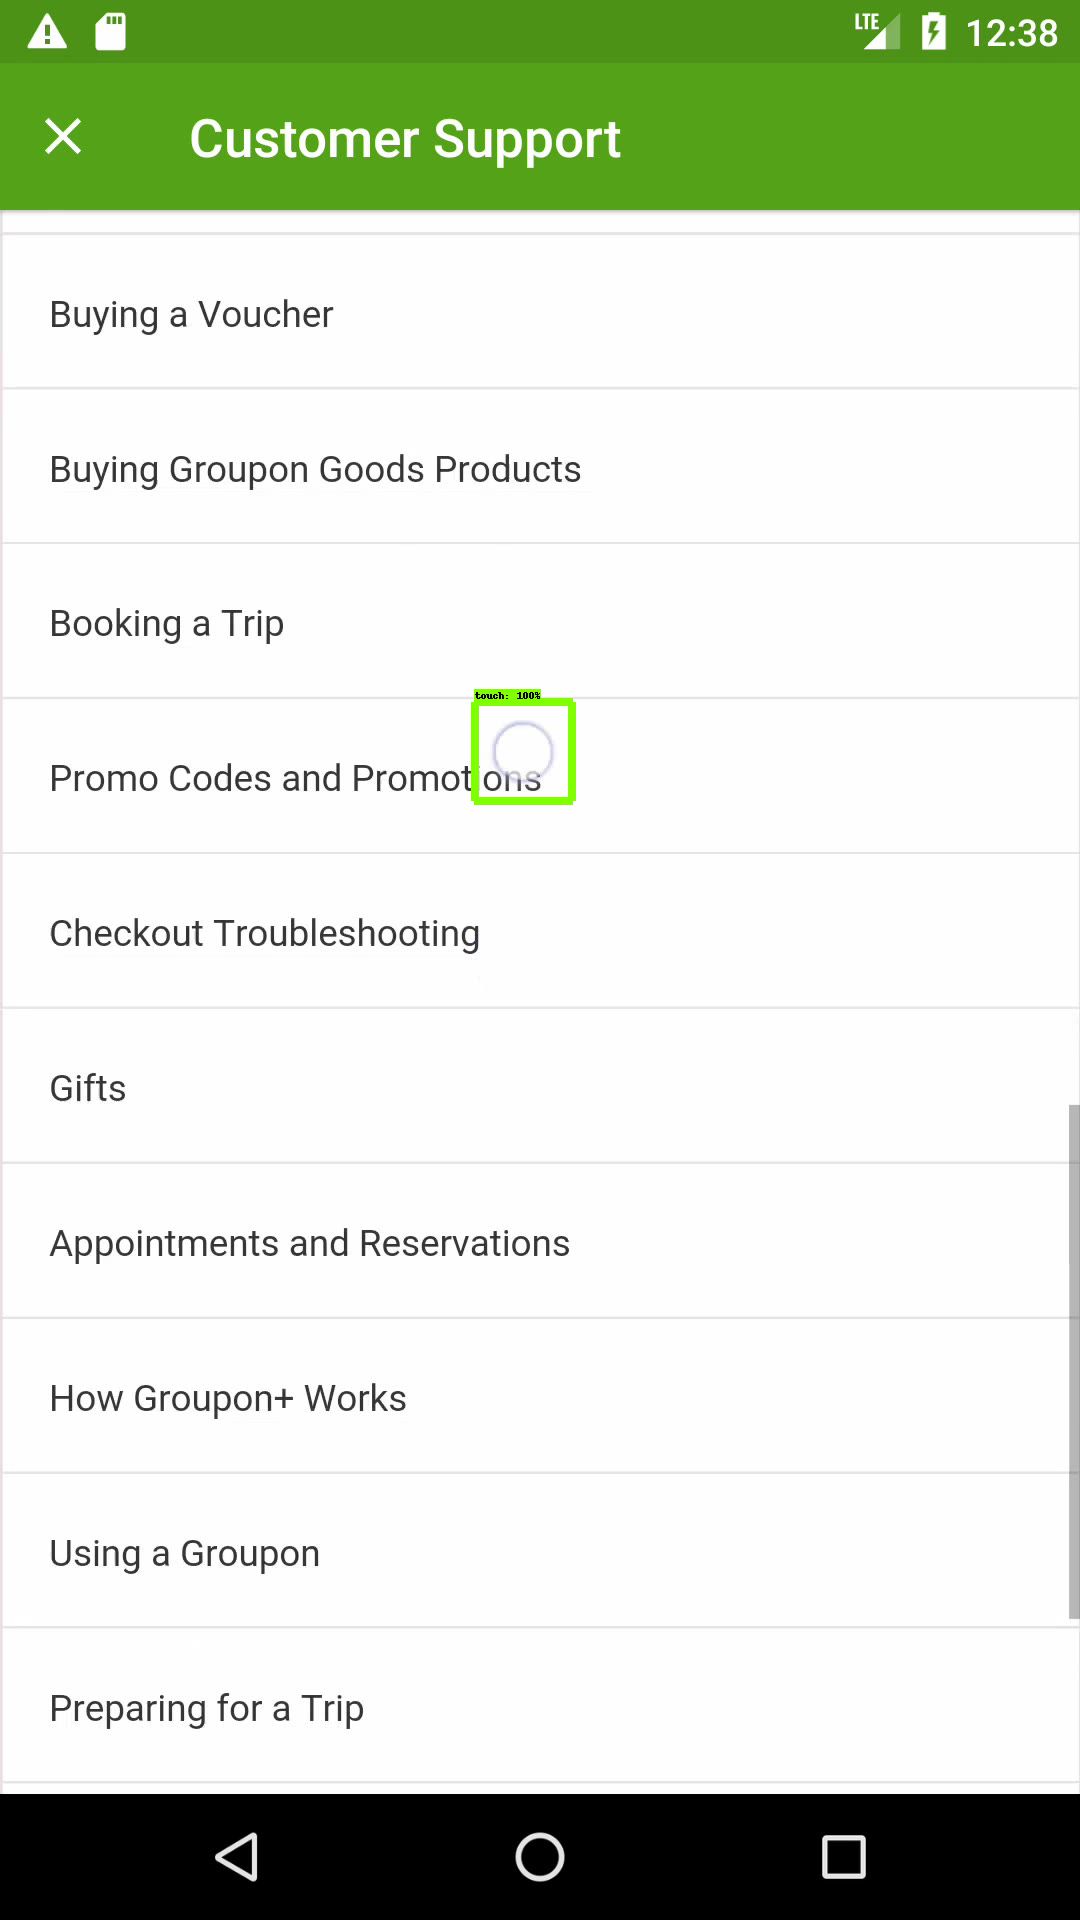 LTE 12:38
Customer Support
Buying a Voucher
Buying Groupon Goods Products
Booking a Trip
touch: 100%
Promo Codes and Promotions
Checkout Troubleshooting
Gifts
Appointments and Reservations
How Groupon+ Works
Using a Groupon
Preparing for a Trip